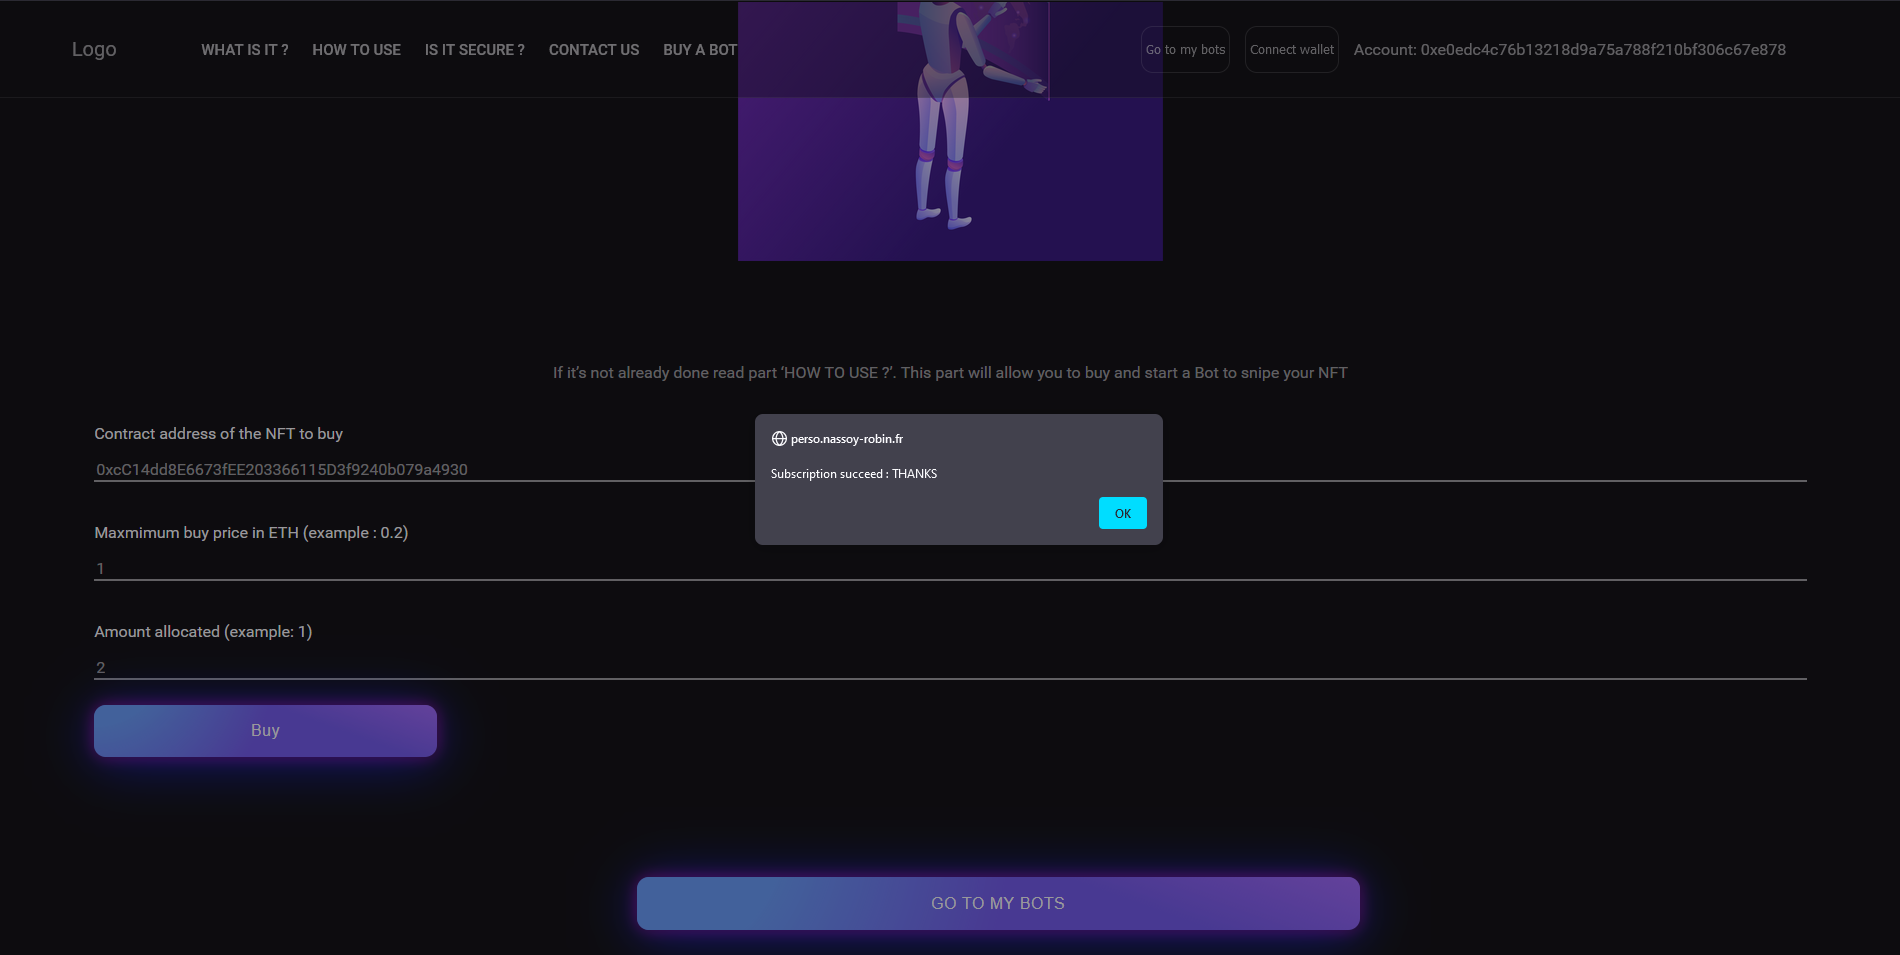 Logo
WHAT IS IT ?
HOW TO USE
IS IT SECURE ?
CONTACT US
BUY A BOT
Go to my bots
Connect wallet
Account: 0xe0edc4c76b13218d9a75a788f210bf306c67e878
If it’s not already done read part ‘HOW TO USE ?’. This part will allow you to buy and start a Bot to snipe your NFT
Contract address of the NFT to buy
0xcC14dd8E6673fEE203366115D3f9240b079a4930
Maxmimum buy price in ETH (example : 0.2)
1
Amount allocated (example: 1)
2
Buy
perso.nassoy-robin.fr
Subscription succeed : THANKS
OK
GO TO MY BOTS